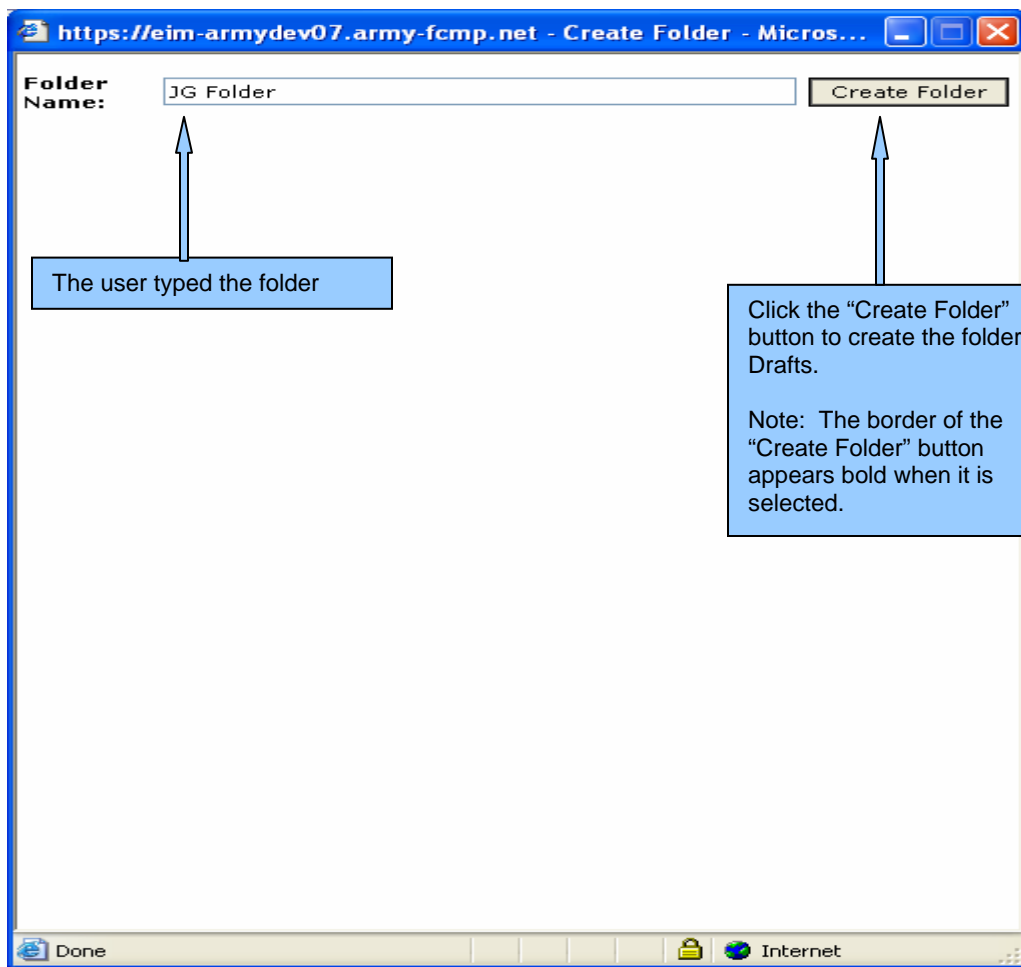 https://eim-armydev07.army-fcmp.net - Create Folder - Micros...
Folder
Name:
JG Folder
Create Folder
The user typed the folder
Click the “Create Folder”
button to create the folder
Drafts.
Note:  The border of the
“Create Folder” button
appears bold when it is
selected.
Done
Internet